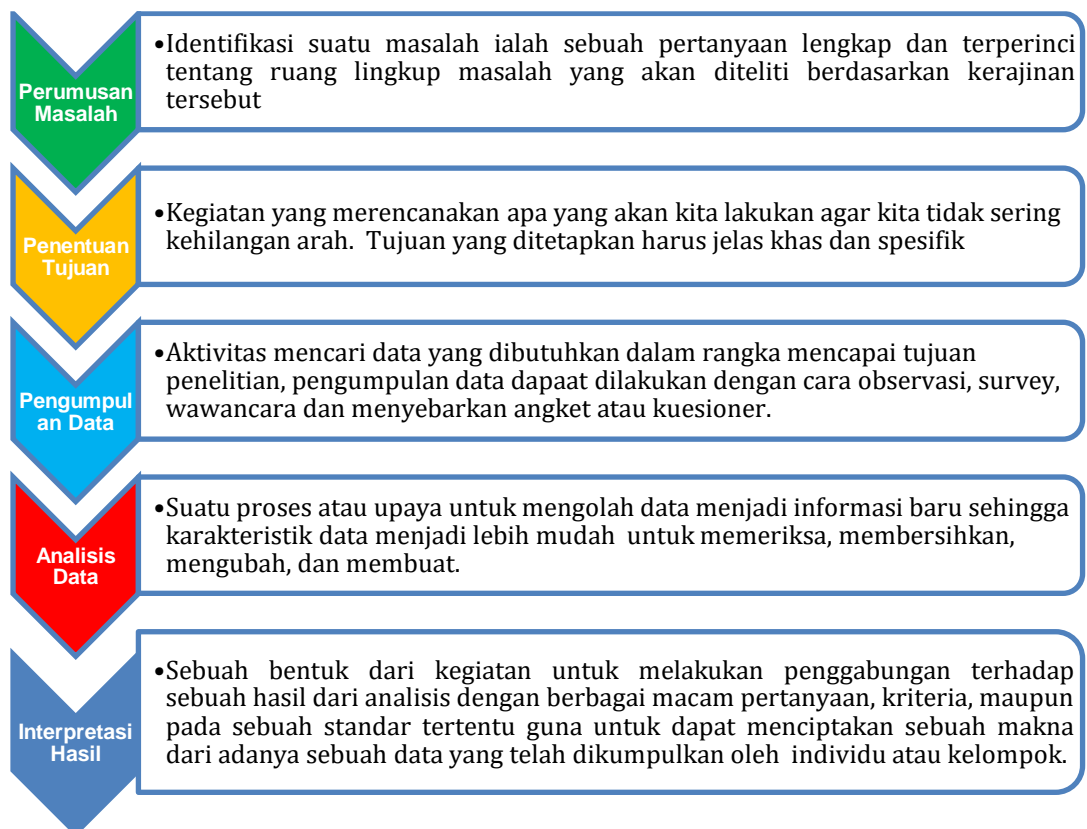 Perumusan
Masalah
•Identifikasi suatu masalah ialah sebuah pertanyaan lengkap dan terperinci
tentang ruang lingkup masalah yang akan diteliti berdasarkan kerajinan
tersebut
Penentuan
Tujuan
•Kegiatan yang merencanakan apa yang akan kita lakukan agar kita tidak sering
kehilangan arah. Tujuan yang ditetapkan harus jelas khas dan spesifik
Pengumpul
an Data
•Aktivitas mencari data yang dibutuhkan dalam rangka mencapai tujuan
penelitian, pengumpulan data dapaat dilakukan dengan cara observasi, survey,
wawancara dan menyebarkan angket atau kuesioner.
Analisis
Data
•Suatu proses atau upaya untuk mengolah data menjadi informasi baru sehingga
karakteristik data menjadi lebih mudah untuk memeriksa, membersihkan,
mengubah, dan membuat.
Interpretasi
Hasil
•Sebuah bentuk dari kegiatan untuk melakukan penggabungan terhadap
sebuah hasil dari analisis dengan berbagai macam pertanyaan, kriteria, maupun
pada sebuah standar tertentu guna untuk dapat menciptakan sebuah makna
dari adanya sebuah data yang telah dikumpulkan oleh individu atau kelompok.